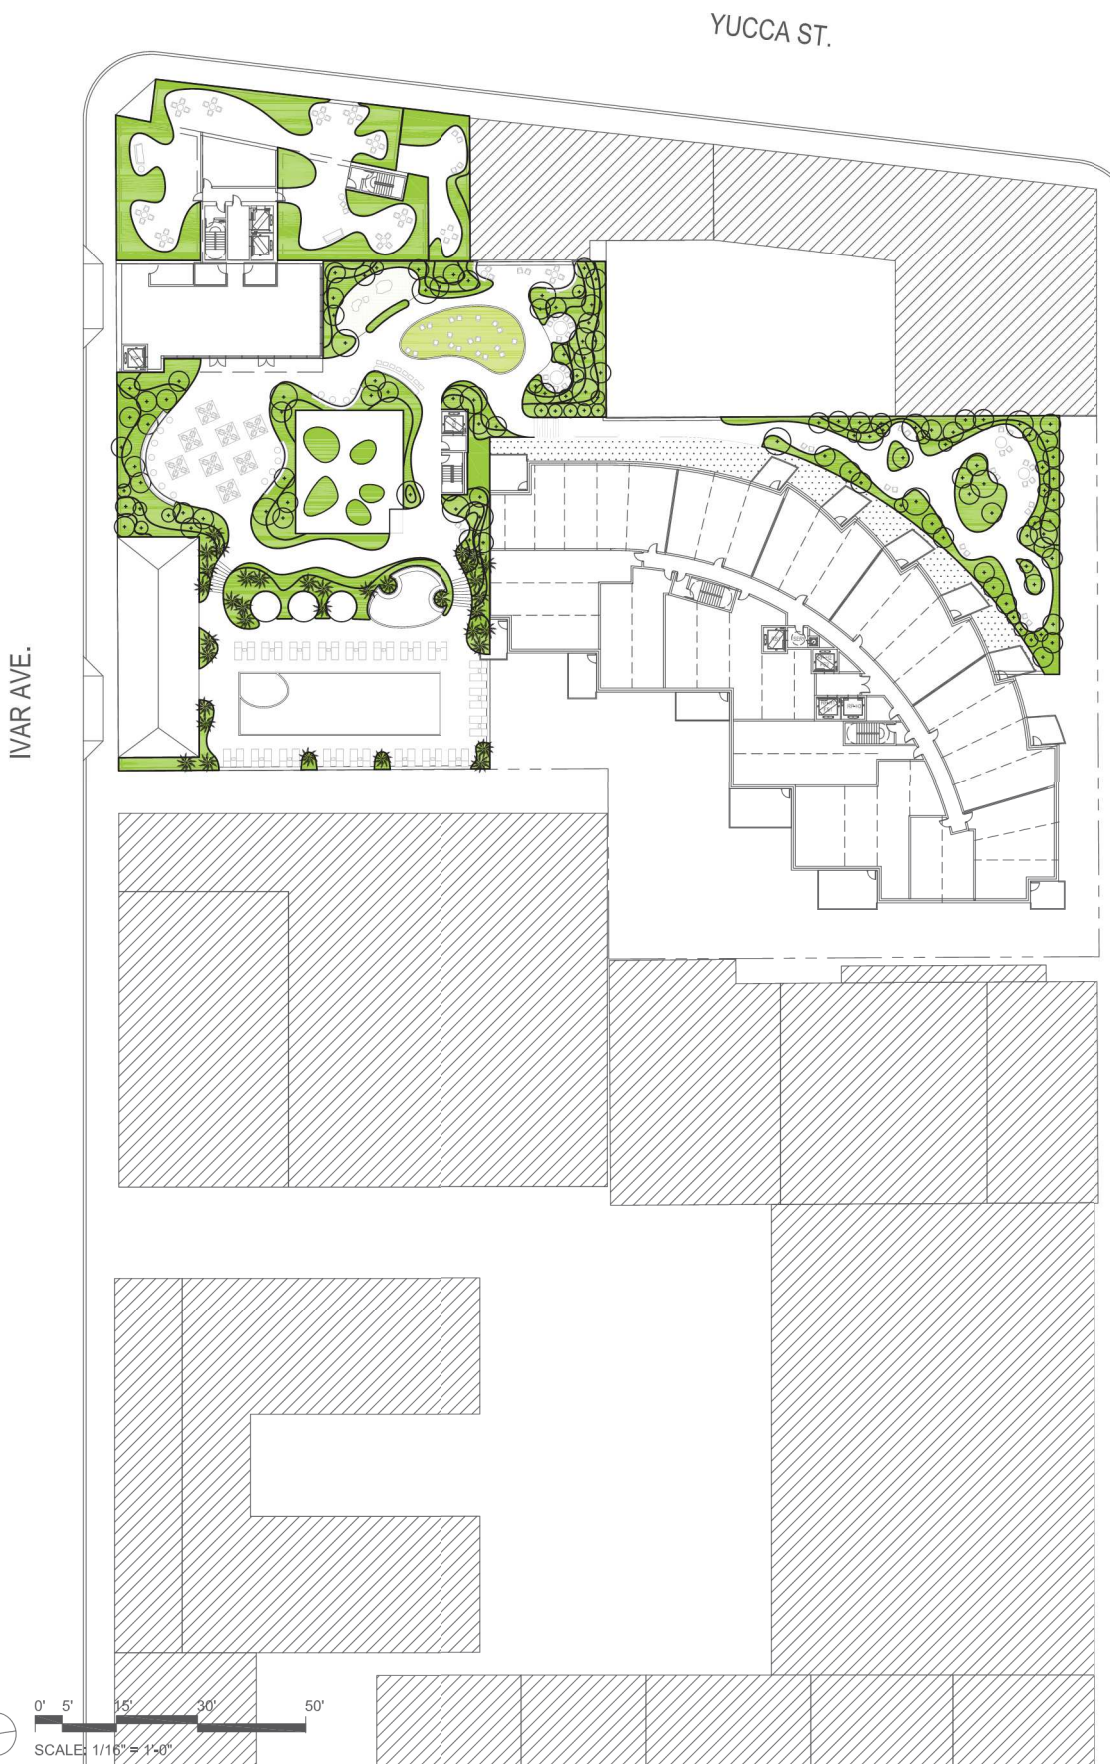 YUCCA ST.
IVAR AVE.
0' 5' 15' 30' 50'
SCALE: 1/16" = 1'-0"